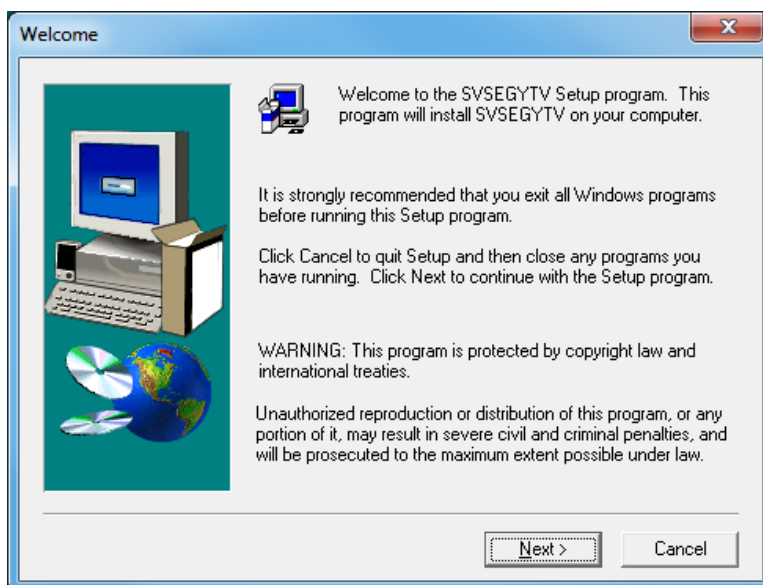 Welcome
Welcome to the SVSEGYTV Setup program.  This
program will install SVSEGYTV on your computer.
It is strongly recommended that you exit all Windows programs
before running this Setup program.
Click Cancel to quit Setup and then close any programs you
have running.  Click Next to continue with the Setup program.
WARNING: This program is protected by copyright law and
international treaties.
Unauthorized reproduction or distribution of this program, or any
portion of it, may result in severe civil and criminal penalties, and
will be prosecuted to the maximum extent possible under law.
Next >
Cancel